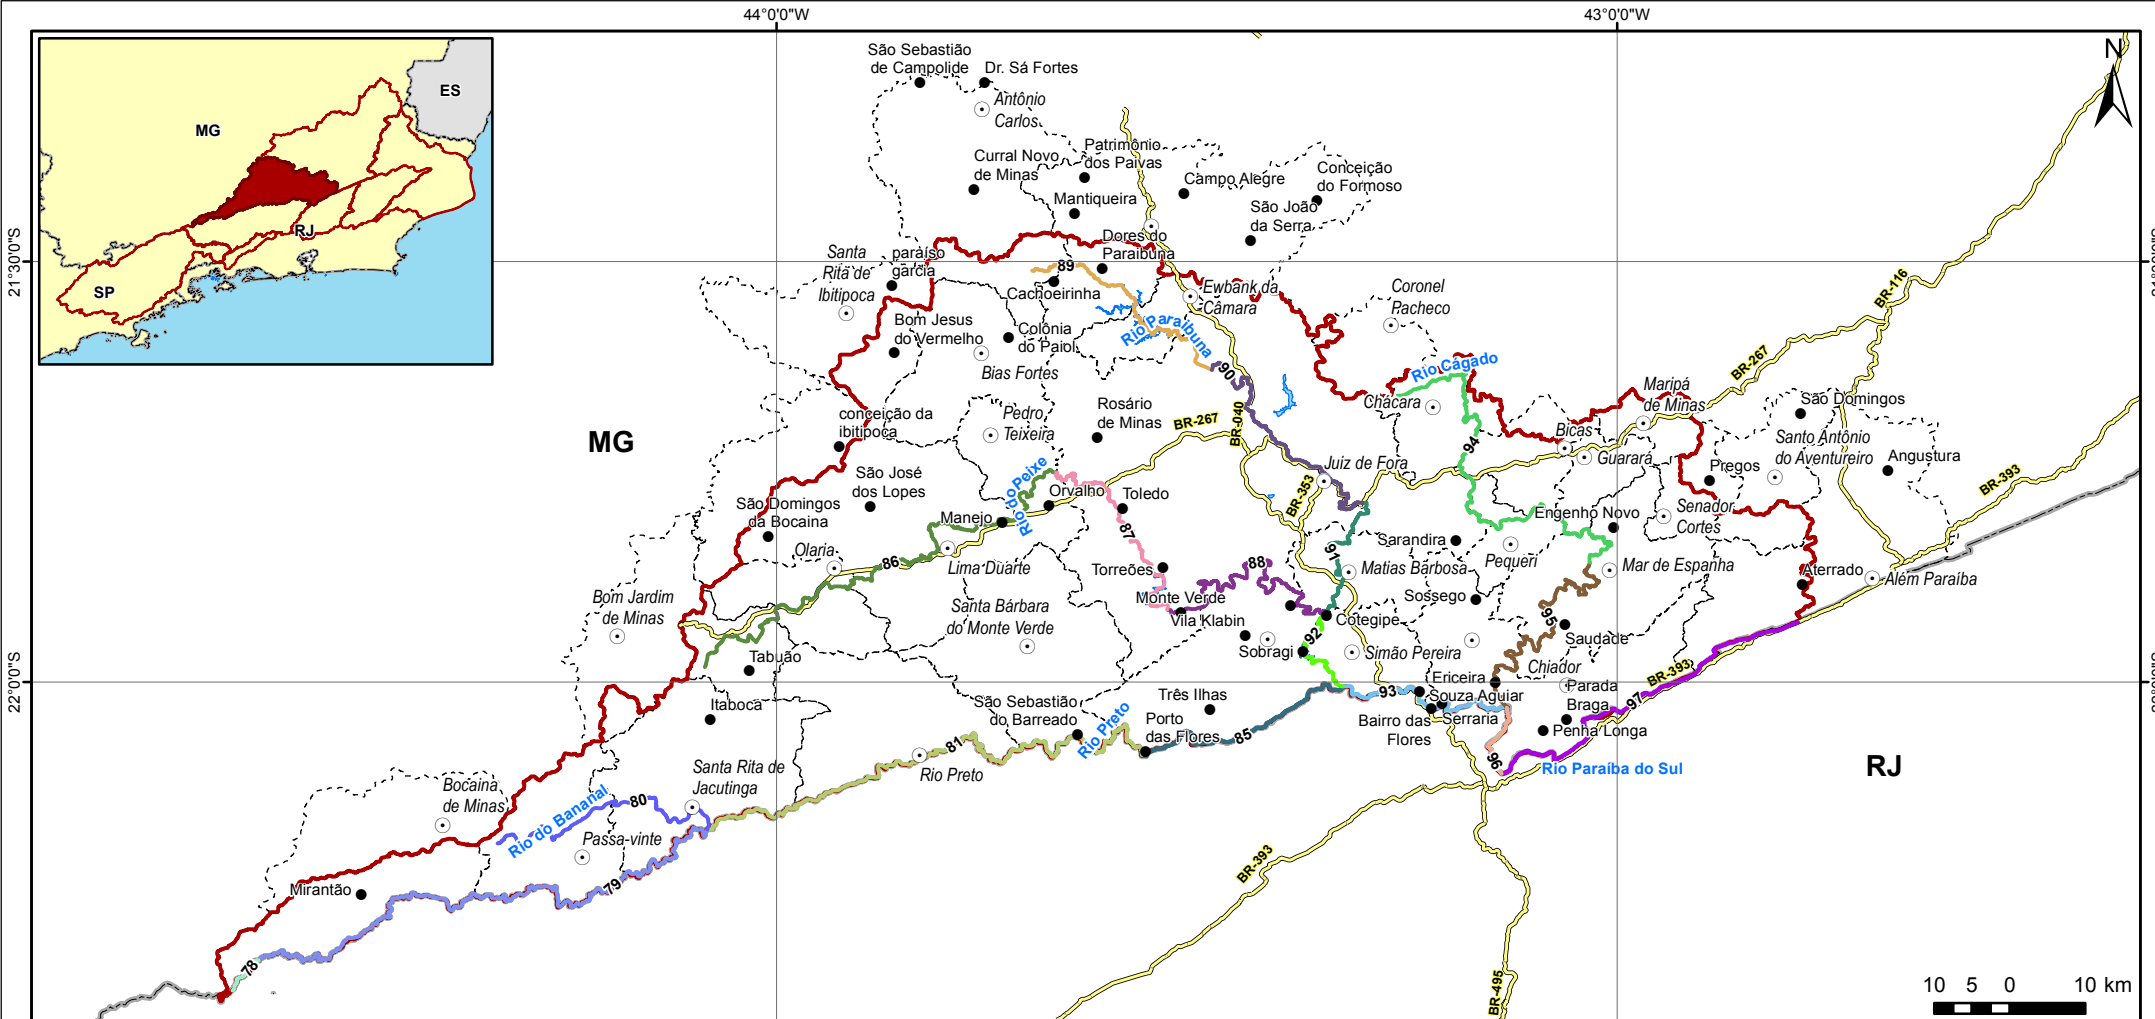 44°0'0"W
43°0'0"W
N
ES
MG
RJ
SP
21°30'0"S
22°0'0"S
São Sebastião
de Campolide
Dr. Sá Fortes
Antônio
Carlos
Curral Novo
de Minas
Patrimônio
dos Paivas
Mantiqueira
Campo Alegre
Conceição
do Formoso
São João
da Serra
Dores do
Paraibuna
Santa
Rita de
Ibitipoca
paraíso
garcia
89
Cachoeirinha
Ewbank da
Câmara
Coronel
Pacheco
BR-116
Bom Jesus
do Vermelho
Colônia
do Paiol
Rio Paraibuna
Bias Fortes
90
Rio Cágado
BR-267
Chácara
Maripá
de Minas
São Domingos
conceição da
ibitipoca
Pedro
Teixeira
Rosário
de Minas
BR-267
BR-040
Bicas
Guarará
94
Santo Antônio
do Aventureiro
MG
São José
dos Lopes
Rio do Peixe
Orvalho
Toledo
Juiz de Fora
BR-353
Pregos
Angustura
BR-393
São Domingos
da Bocaina
Manejo
87
Engenho Novo
Senador
Cortes
Olaria
86
Lima Duarte
Torreões
88
91
Sarandira
Matias Barbosa
Pequeri
Mar de Espanha
Aterrado
Além Paraíba
Bom Jardim
de Minas
Santa Bárbara
do Monte Verde
Monte Verde
Vila Klabin
Cotegipe
Sossego
95
Saudade
92
Sobragi
Simão Pereira
Chiador
Tabuão
Ericeira
Parada
Braga
BR-393
97
Itaboca
São Sebastião
do Barreado
Três Ilhas
93
Souza Aguiar
Serraria
Bairro das
Flores
Penha Longa
Rio Preto
Porto
das Flores
85
81
Rio Preto
96
Rio Paraíba do Sul
RJ
Santa Rita de
Jacutinga
Bocaina
de Minas
80
Rio do Bananal
Passa-vinte
79
Mirantão
BR-393
78
BR-495
10 5 0 10 km